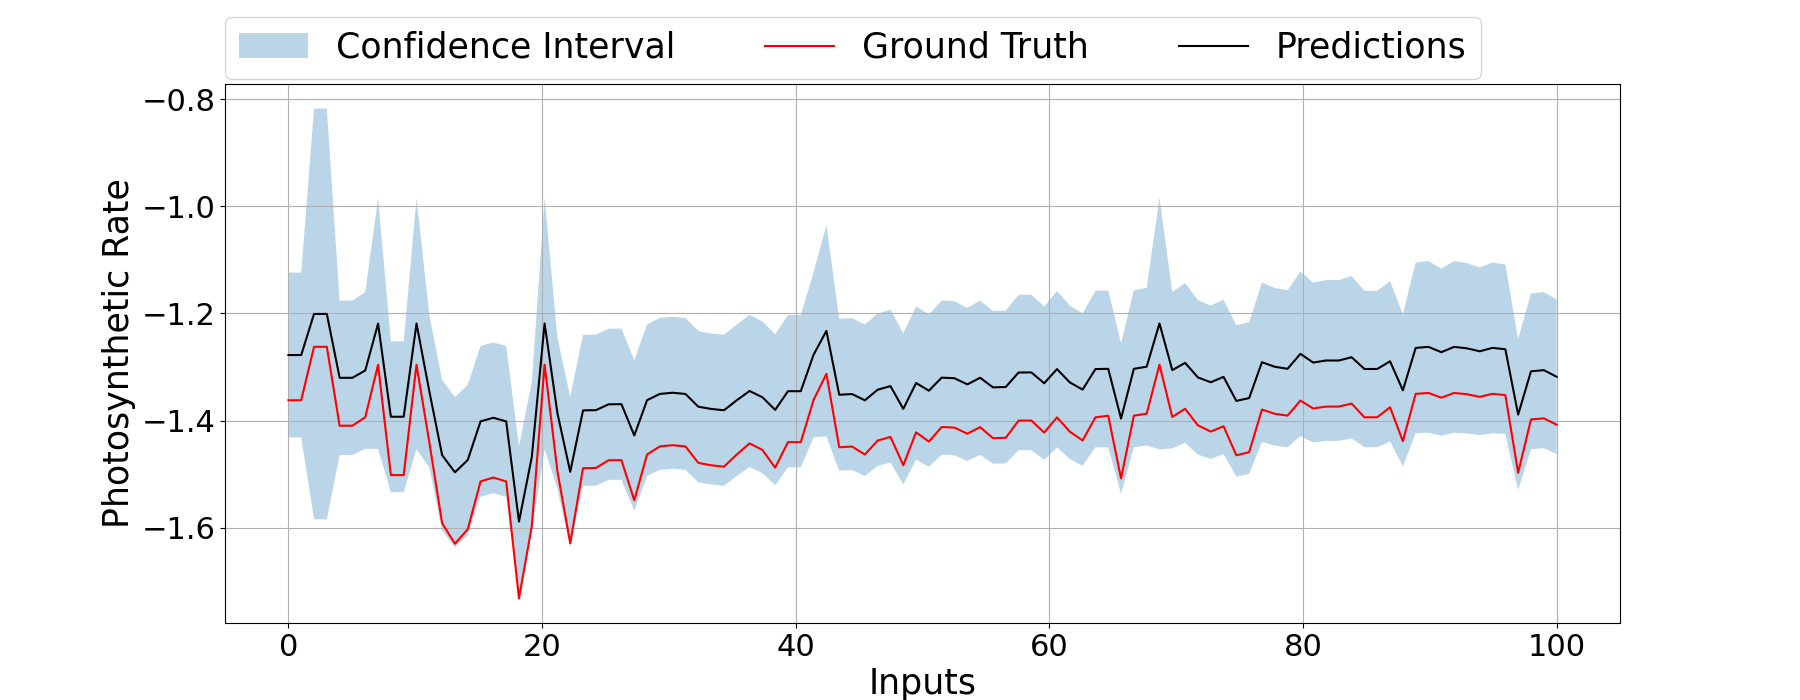 Confidence Interval Ground Truth Predictions
−0.8
−1.0
−1.2
−1.4
−1.6
Photosynthetic Rate
0 20 40 60 80 100
Inputs